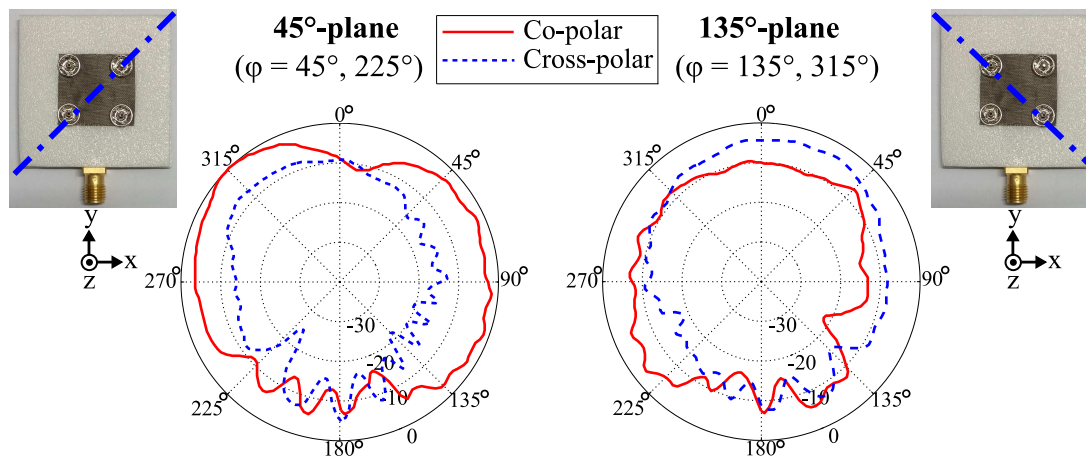 45°-plane
(φ = 45°, 225°)
Co-polar
Cross-polar
135°-plane
(φ = 135°, 315°)
y
x
z
0°
45°
90°
135°
180°
225°
270°
315°
-30
-20
-10
0
0°
45°
90°
135°
180°
225°
270°
315°
-30
-20
-10
0
y
x
z